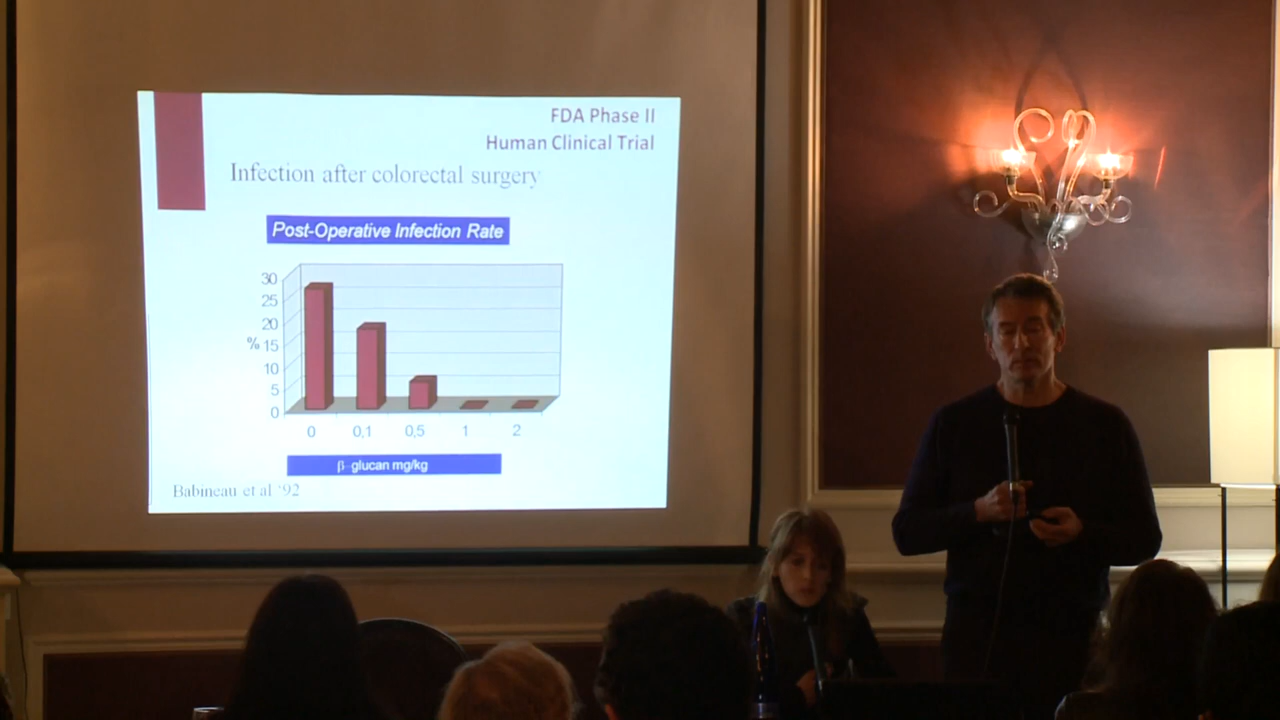 FDA Phase II
Human Clinical Trial
Infection after colorectal surgery
Post-Operative Infection Rate
30
25
20
% 15
10
5
0
0 0,1 0,5 1 2
β-glucan mg/kg
Babineau et al '92